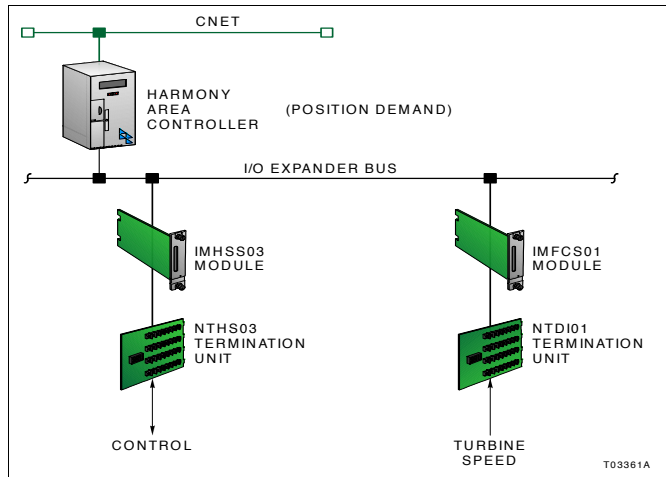 CNET
HARMONY
AREA
CONTROLLER
(POSITION DEMAND)
I/O EXPANDER BUS
IMHSS03
MODULE
IMFCS01
MODULE
NTHS03
TERMINATION
UNIT
NTDI01
TERMINATION
UNIT
CONTROL
TURBINE
SPEED
T03361A